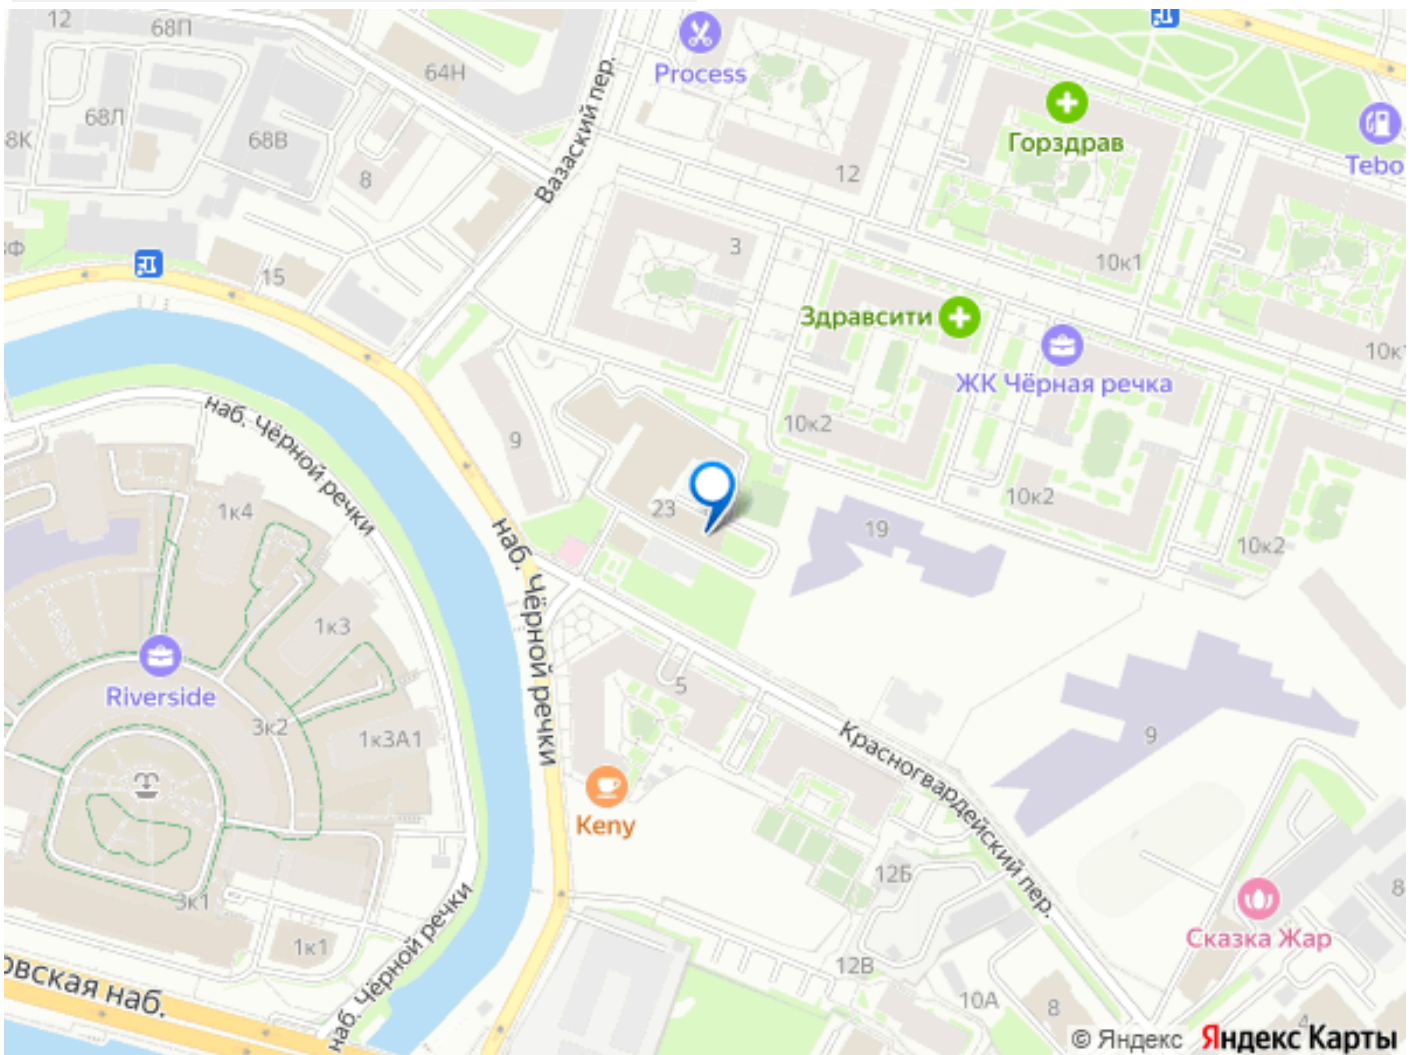 12
68П
64Н
Process
Вазаский пер.
Горздрав
Tebo
68Л
68К
68В
8
12
3
10к1
15
Здравсити
ЖК Чёрная речка
10к
наб. Чёрной речки
9
10к2
23
1к4
10к2
19
10к2
наб. Чёрной речки
1к3
Riverside
3к2
1к3А1
5
Красногвардейский пер.
9
Keny
12Б
3к1
8
Сказка Жар
1к1
наб. Чёрной речки
12В
10А
8
4
овская наб.
© Яндекс Яндекс Карты